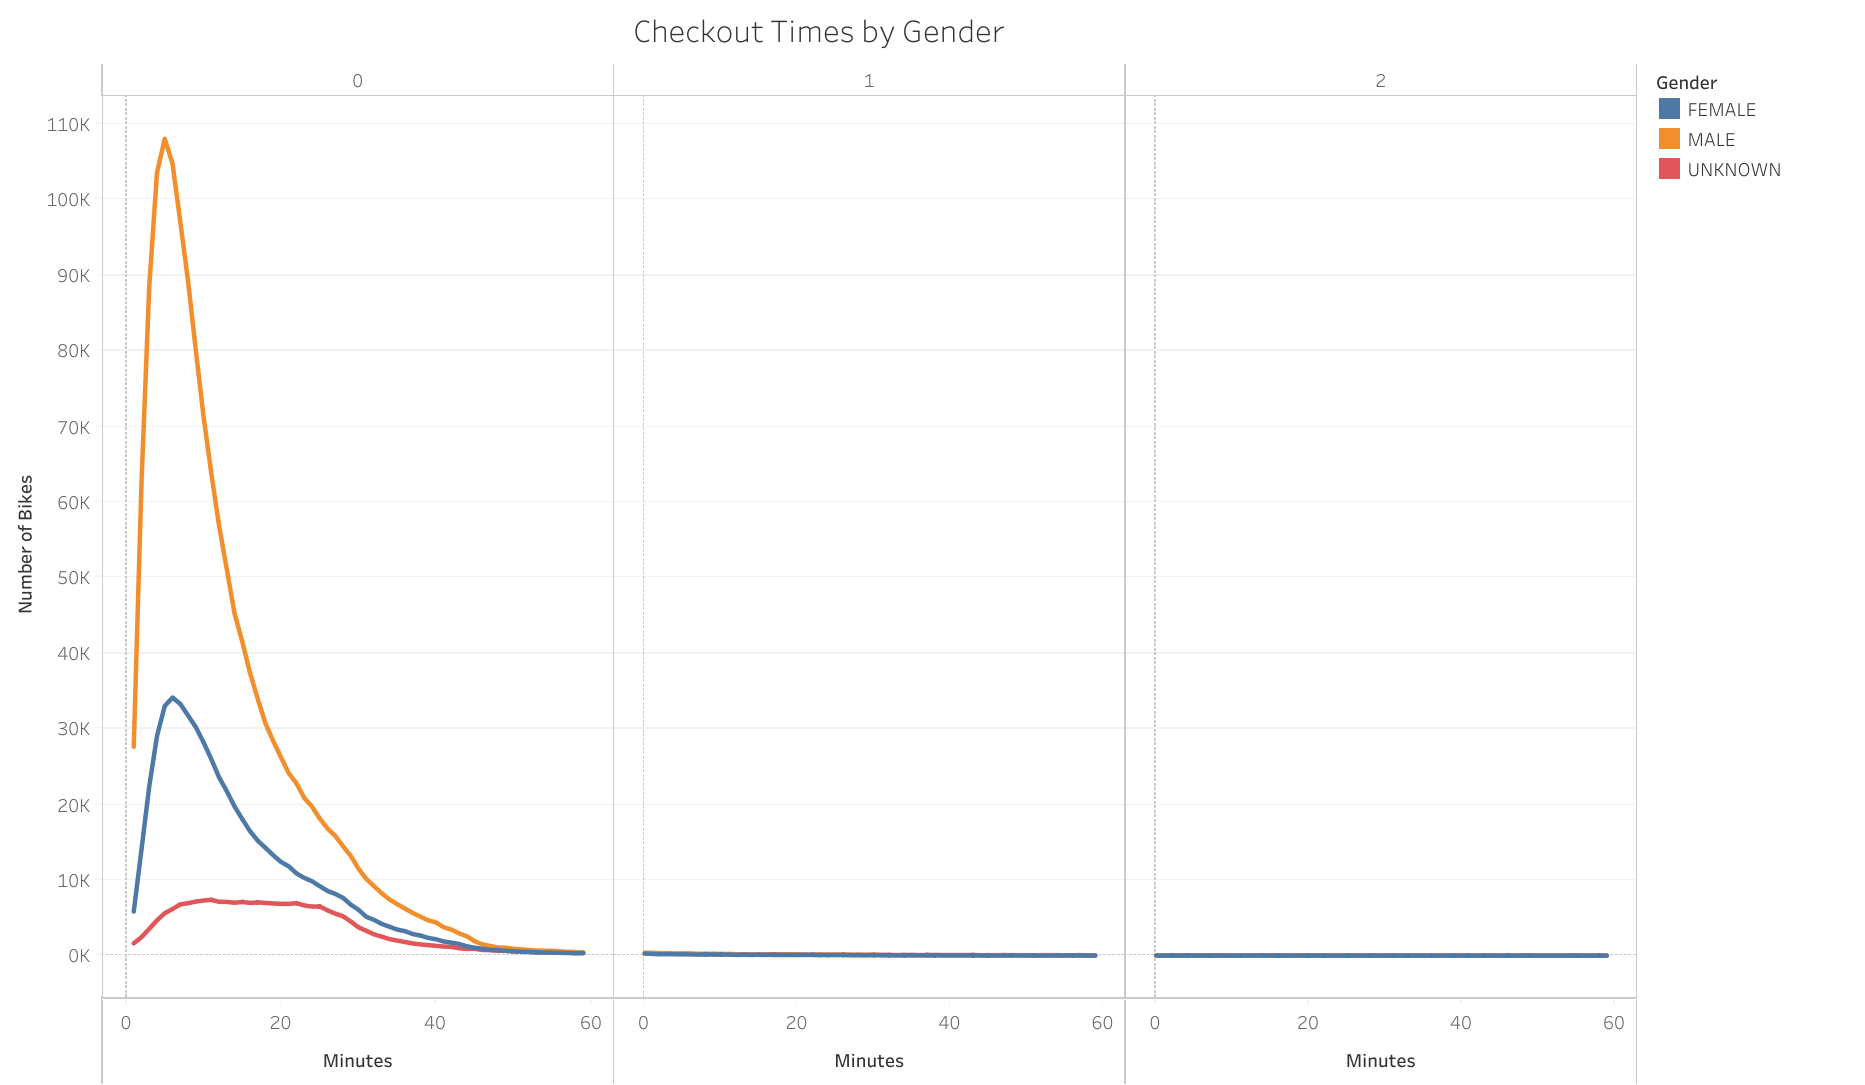 Checkout Times by Gender
0 1 2
Gender
FEMALE
MALE
UNKNOWN
110K
100K
90K
80K
70K
60K
50K
40K
30K
20K
10K
0K
Number of Bikes
0 20 40 60 0 20 40 60 0 20 40 60
Minutes Minutes Minutes